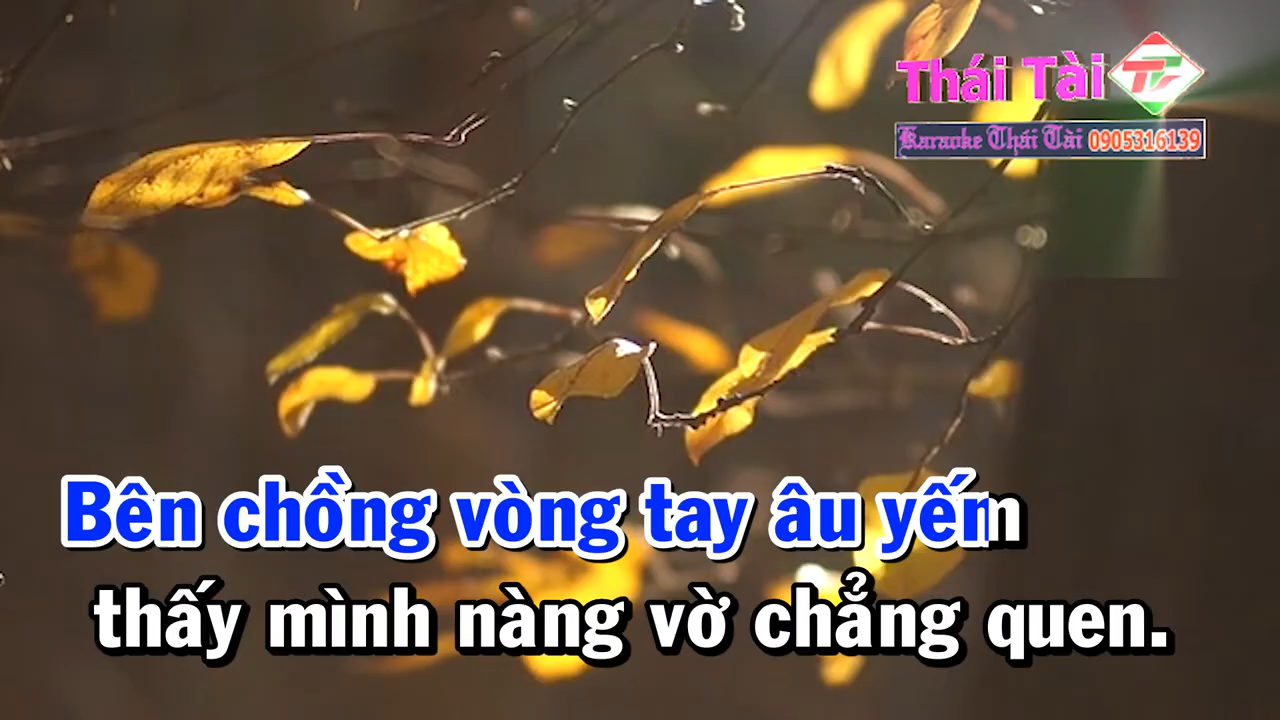 Thái Tài
Karaoke Thái Tài 0905316139
Bên chồng vòng tay âu yếm
thấy mình nàng vờ chẳng quen.